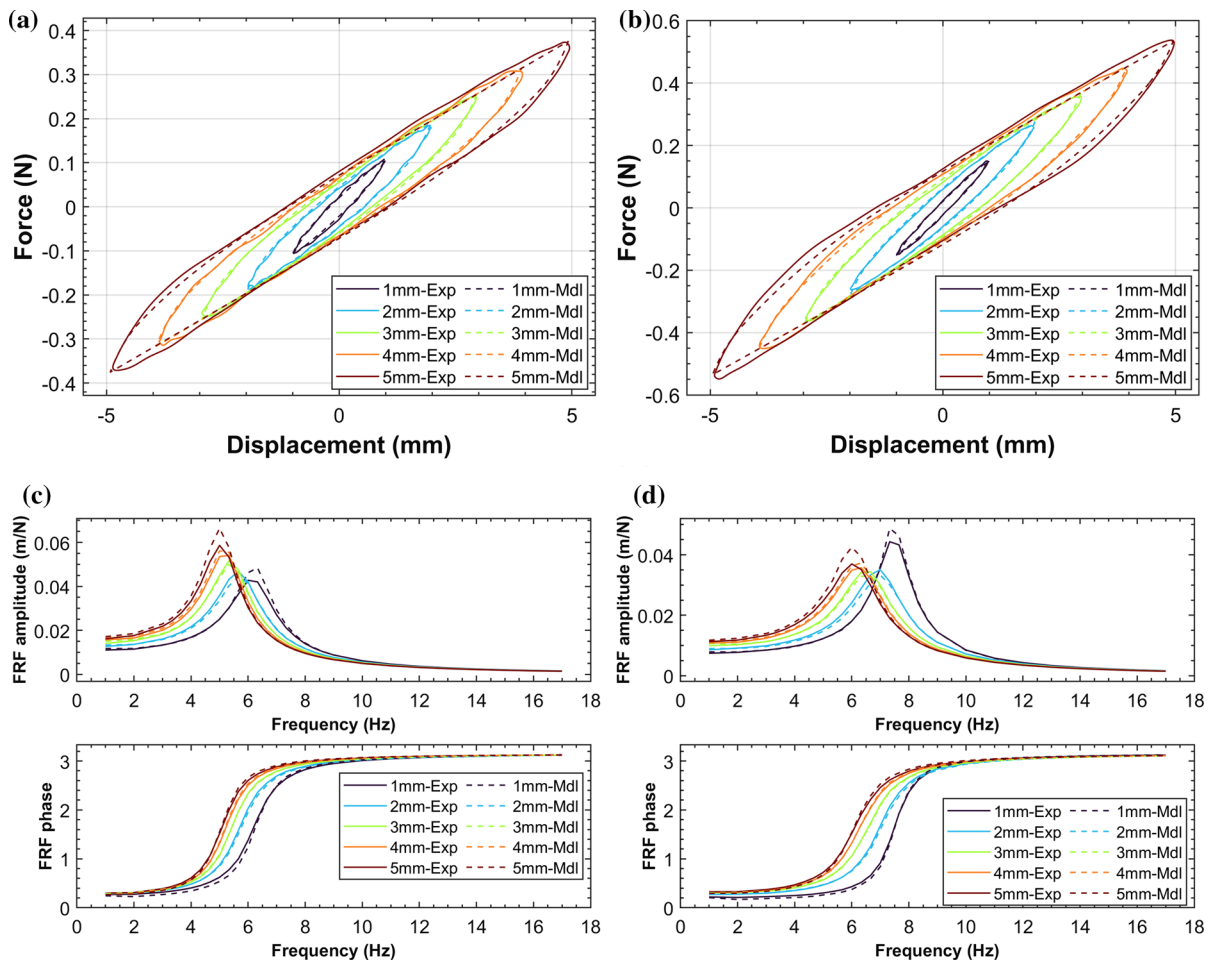 (a)
0.4
0.3
0.2
0.1
0
-0.1
-0.2
-0.3
-0.4
Force (N)
-5 0 5
Displacement (mm)
1mm-Exp 1mm-Mdl
2mm-Exp 2mm-Mdl
3mm-Exp 3mm-Mdl
4mm-Exp 4mm-Mdl
5mm-Exp 5mm-Mdl
(b)
0.6
0.4
0.2
0
-0.2
-0.4
-0.6
Force (N)
-5 0 5
Displacement (mm)
1mm-Exp 1mm-Mdl
2mm-Exp 2mm-Mdl
3mm-Exp 3mm-Mdl
4mm-Exp 4mm-Mdl
5mm-Exp 5mm-Mdl
(c)
FRF amplitude (m/N)
0.06
0.04
0.02
0
0 2 4 6 8 10 12 14 16 18
Frequency (Hz)
FRF phase
3
2
1
0
1mm-Exp 1mm-Mdl
2mm-Exp 2mm-Mdl
3mm-Exp 3mm-Mdl
4mm-Exp 4mm-Mdl
5mm-Exp 5mm-Mdl
0 2 4 6 8 10 12 14 16 18
Frequency (Hz)
(d)
FRF amplitude (m/N)
0.04
0.02
0
0 2 4 6 8 10 12 14 16 18
Frequency (Hz)
FRF phase
3
2
1
0
1mm-Exp 1mm-Mdl
2mm-Exp 2mm-Mdl
3mm-Exp 3mm-Mdl
4mm-Exp 4mm-Mdl
5mm-Exp 5mm-Mdl
0 2 4 6 8 10 12 14 16 18
Frequency (Hz)